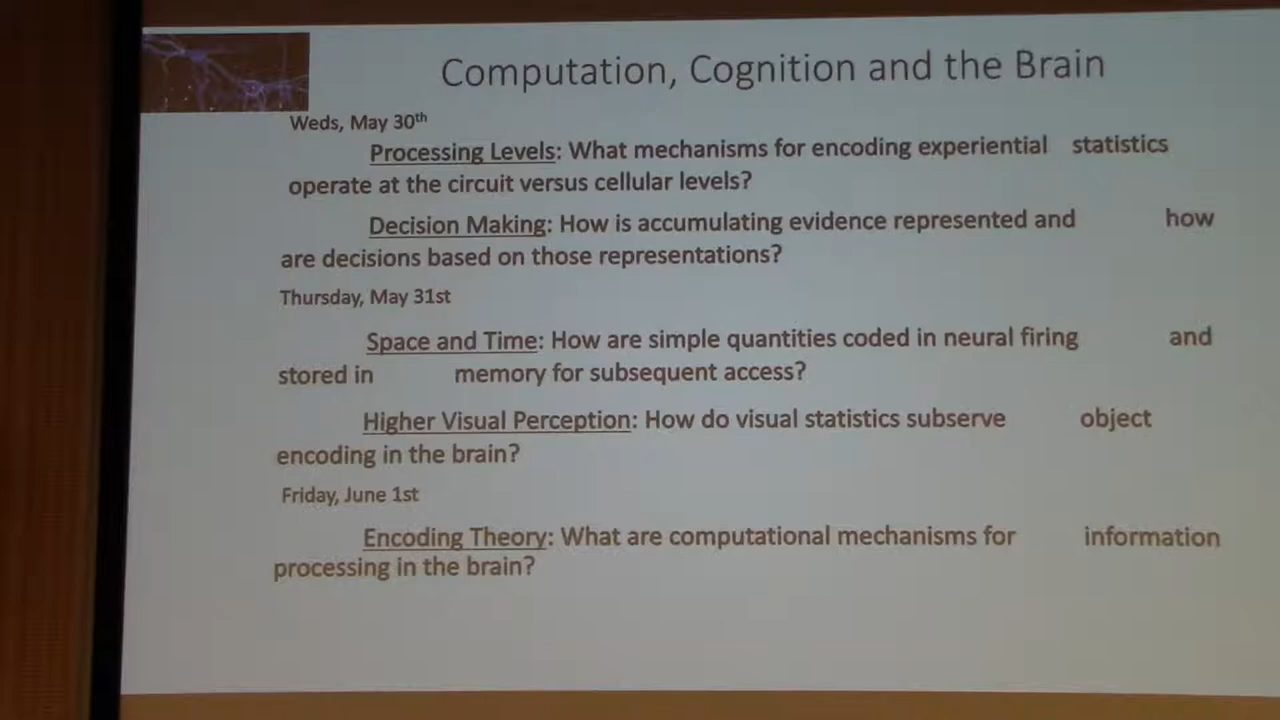 Computation, Cognition and the Brain
Weds, May 30th
Processing Levels: What mechanisms for encoding experiential statistics
operate at the circuit versus cellular levels?
Decision Making: How is accumulating evidence represented and how
are decisions based on those representations?
Thursday, May 31st
Space and Time: How are simple quantities coded in neural firing and
stored in memory for subsequent access?
Higher Visual Perception: How do visual statistics subserve object
encoding in the brain?
Friday, June 1st
Encoding Theory: What are computational mechanisms for information
processing in the brain?